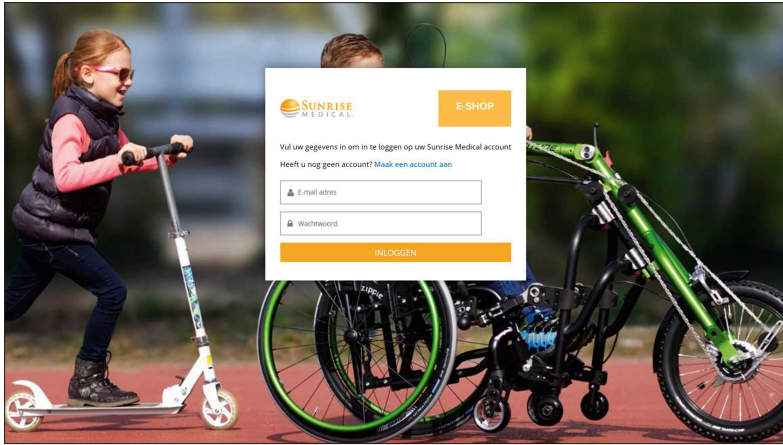 SUNRISE
MEDICAL.
E-SHOP
Vul uw gegevens in om in te loggen op uw Sunrise Medical account
Heeft u nog geen account? Maak een account aan
E-mail adres
Wachtwoord
INLOGGEN
zippie